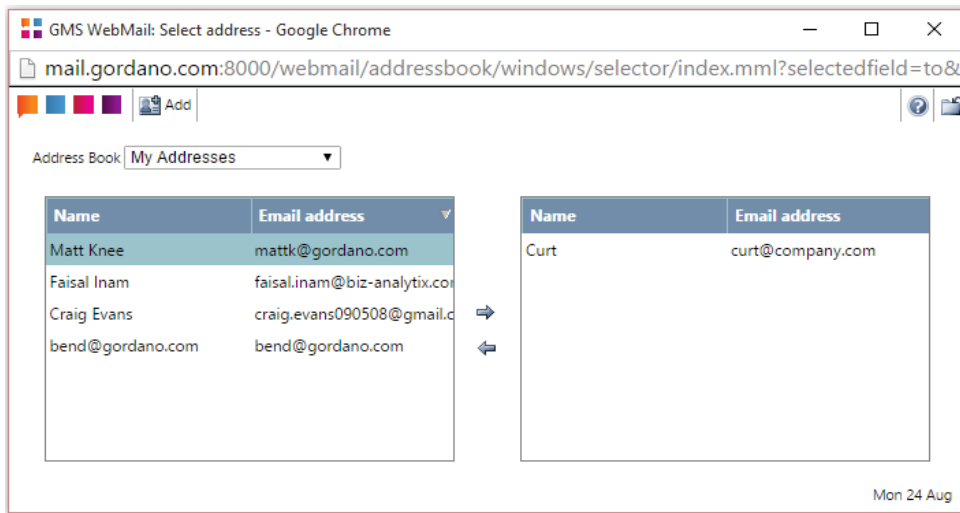 GMS WebMail: Select address - Google Chrome
mail.gordano.com:8000/webmail/addressbook/windows/selector/index.mml?selectedfield=to&
Add
Address Book My Addresses
Name Email address Name Email address
Matt Knee mattk@gordano.com Curt curt@company.com
Faisal Inam faisal.inam@biz-analytix.com
Craig Evans craig.evans090508@gmail.c
bend@gordano.com bend@gordano.com
Mon 24 Aug